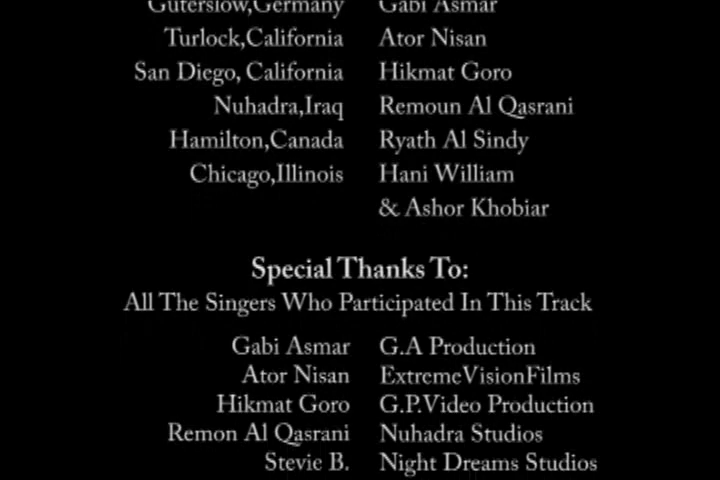 Guterslow,Germany Gabi Asmar
Turlock,California Ator Nisan
San Diego, California Hikmat Goro
Nuhadra,Iraq Remoun Al Qasrani
Hamilton,Canada Ryath Al Sindy
Chicago,Illinois Hani William
& Ashor Khobiar
Special Thanks To:
All The Singers Who Participated In This Track
Gabi Asmar G.A Production
Ator Nisan ExtremeVisionFilms
Hikmat Goro G.P.Video Production
Remon Al Qasrani Nuhadra Studios
Stevie B. Night Dreams Studios